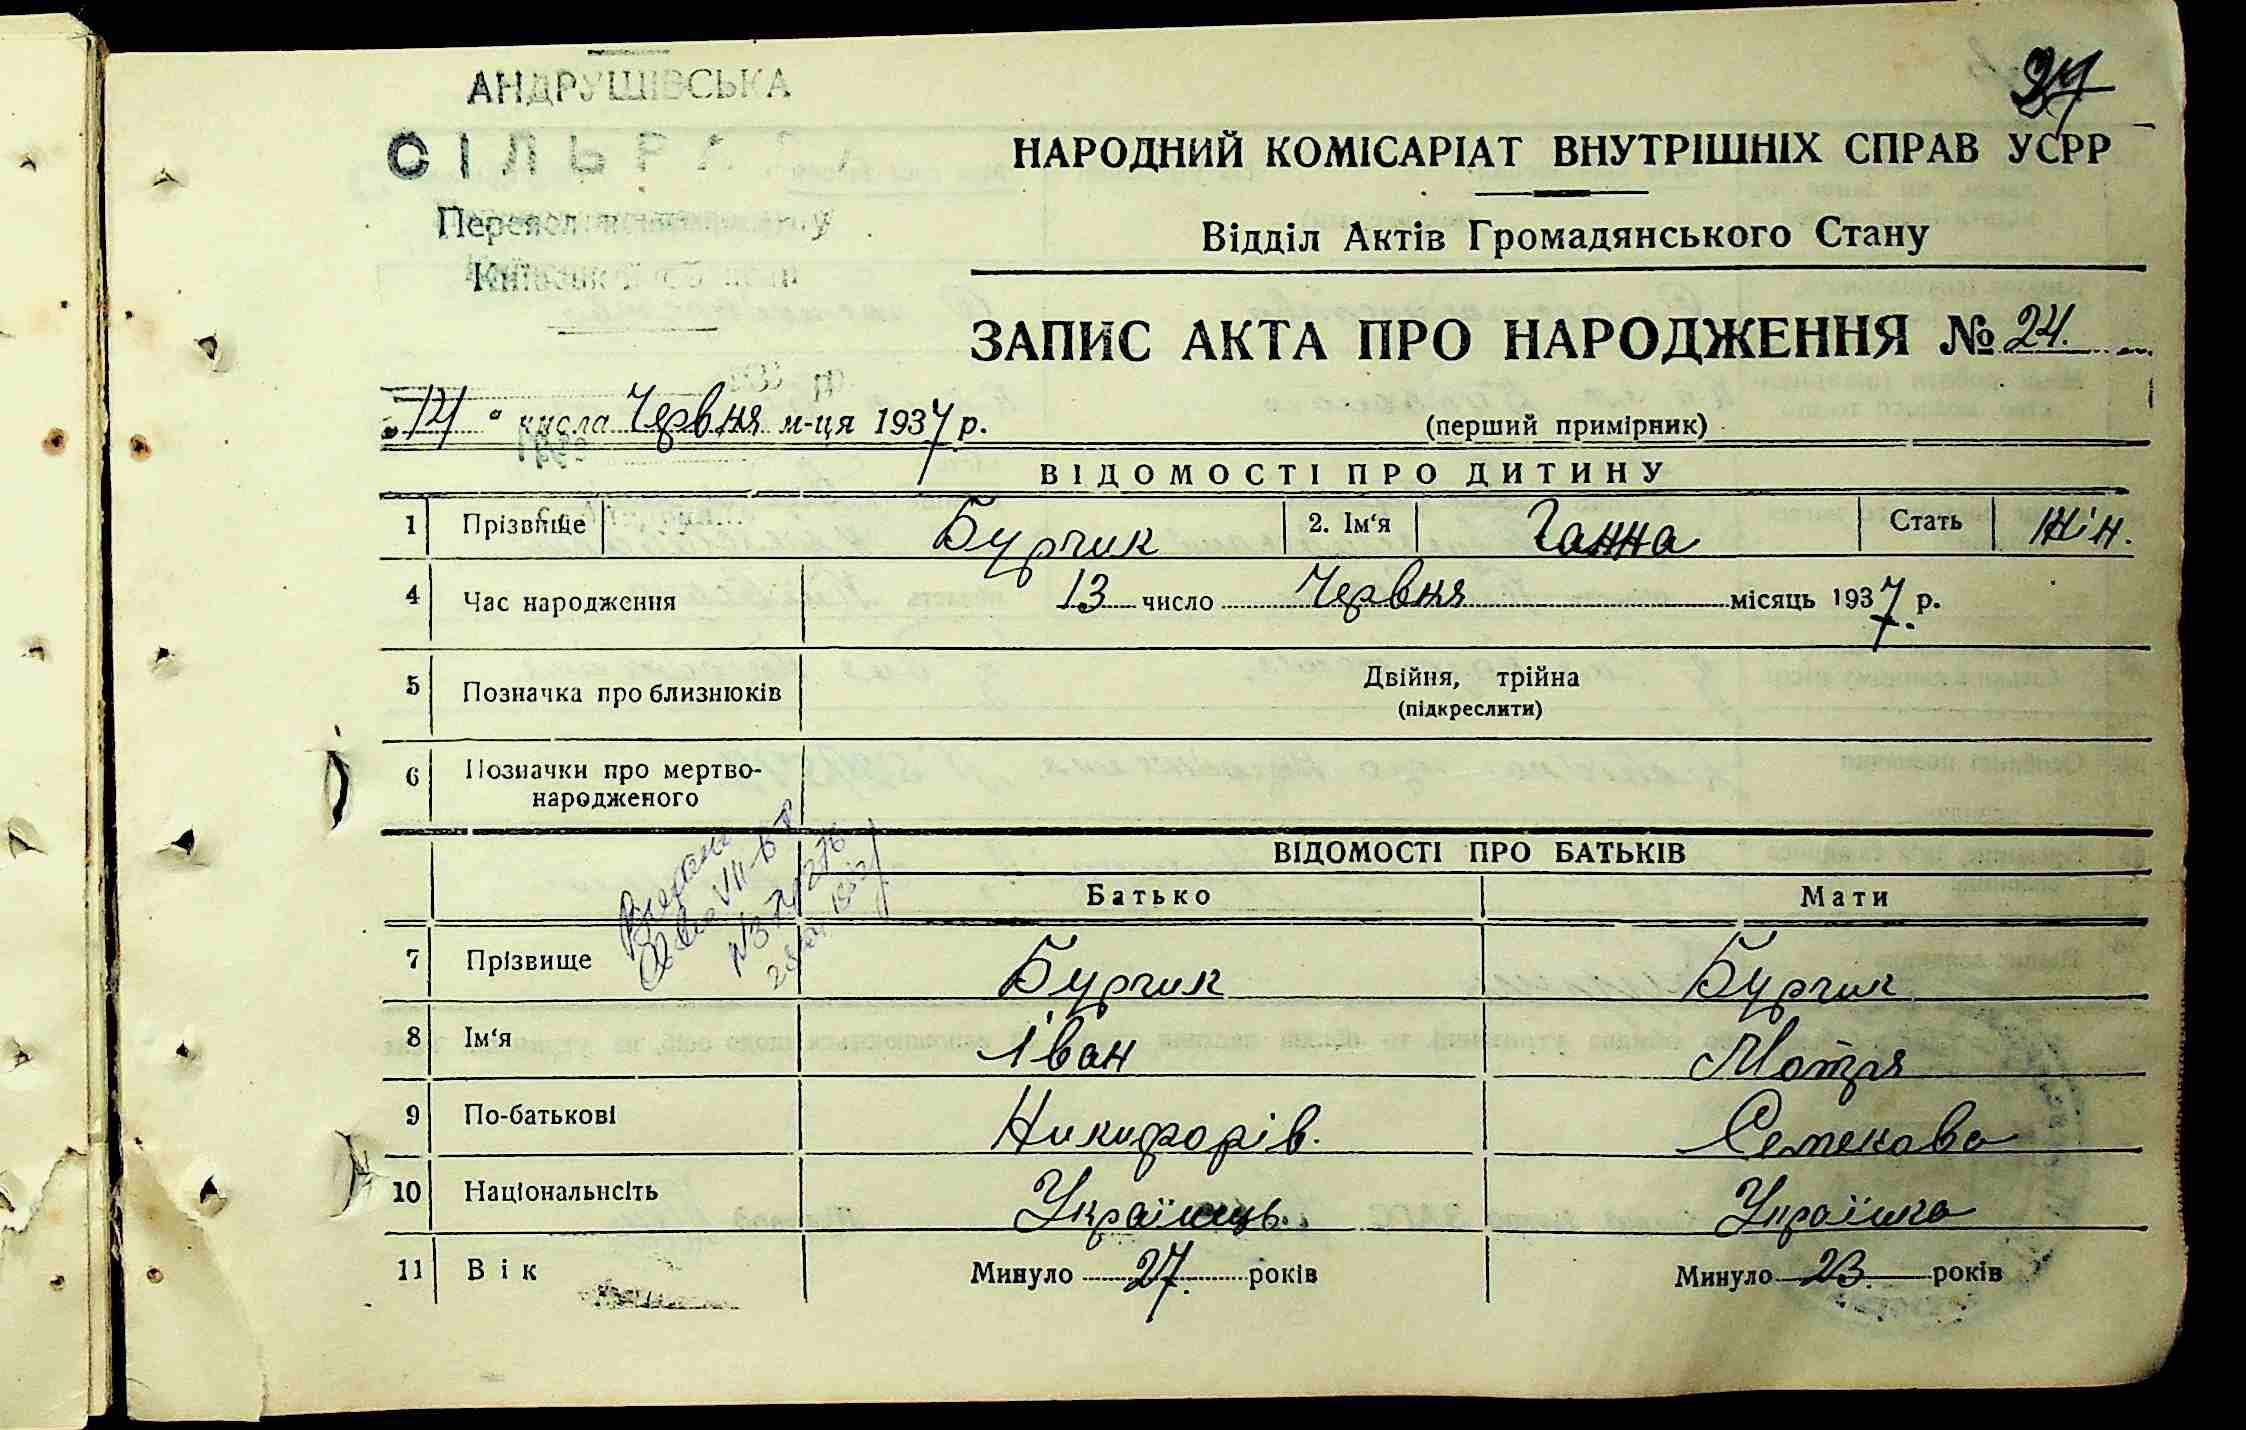 27
АНДРУШІВСЬКА
СІЛЬРАДА
НАРОДНИЙ КОМІСАРІАТ ВНУТРІШНІХ СПРАВ УСРР
Відділ Актів Громадянського Стану
ЗАПИС АКТА ПРО НАРОДЖЕННЯ № 24.
„14“ числа Червня м-ця 1937 р.
(перший примірник)
ВІДОМОСТІ ПРО ДИТИНУ
1 Прізвище Бурчик 2. Ім‘я Ганна Стать Жін.
4 Час народження 13 число Червня місяць 1937 р.
5 Позначка про близнюків Двійня, трійна
(підкреслити)
6 Позначки про мертво-
народженого
ВІДОМОСТІ ПРО БАТЬКІВ
Батько Мати
7 Прізвище Бурчик Бурчик
8 Ім‘я Іван Мотря
9 По-батькові Никифорів. Семенова
10 Національнсіть Українець Українка
11 Вік Минуло 27. років Минуло 23. років